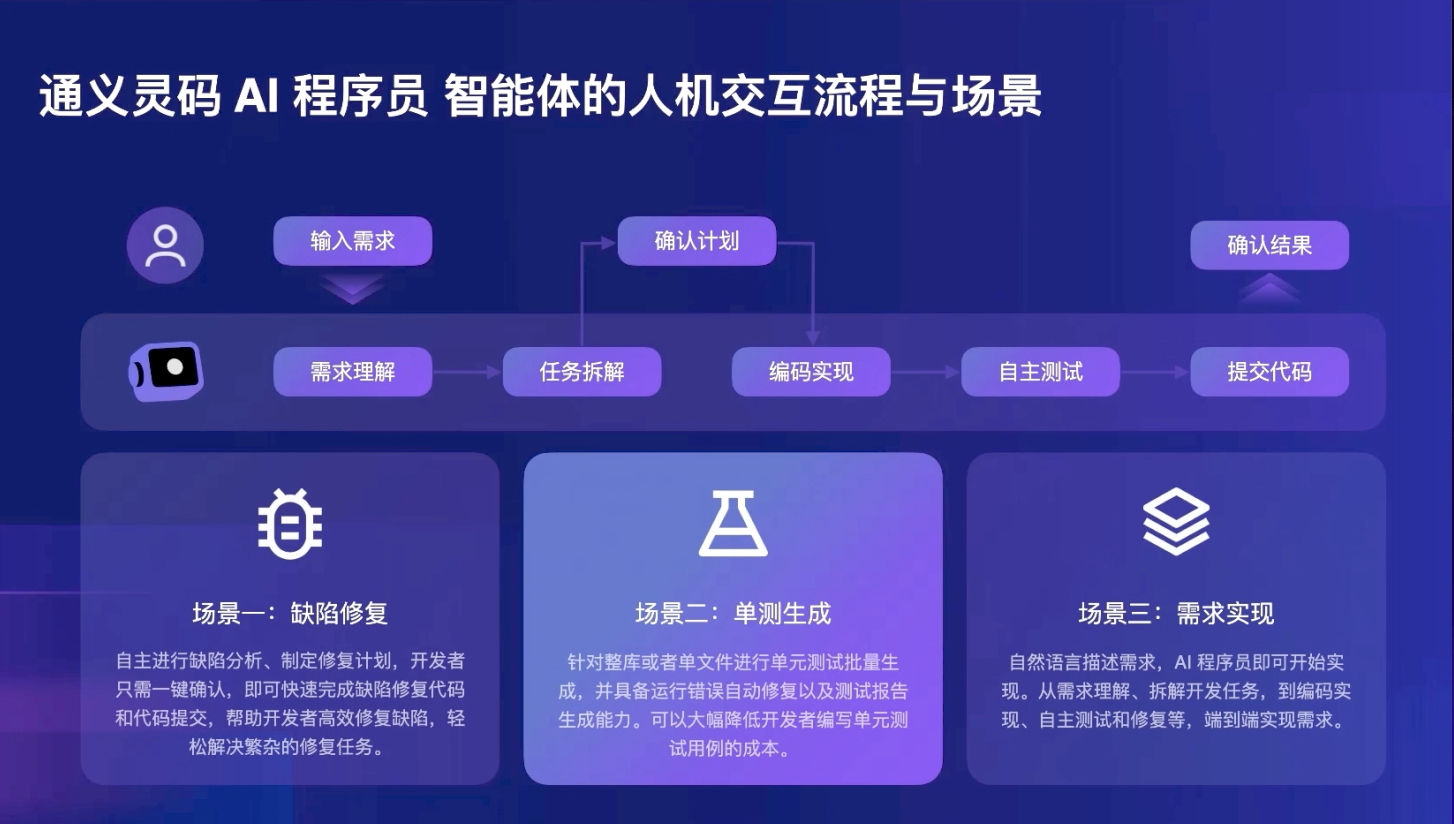 通义灵码 AI 程序员 智能体的人机交互流程与场景
输入需求
确认计划
确认结果
需求理解
任务拆解
编码实现
自主测试
提交代码
场景一：缺陷修复
自主进行缺陷分析、制定修复计划，开发者
只需一键确认，即可快速完成缺陷修复代码
和代码提交，帮助开发者高效修复缺陷，轻
松解决繁杂的修复任务。
场景二：单测生成
针对整库或者单文件进行单元测试批量生
成，并具备运行错误自动修复以及测试报告
生成能力。可以大幅降低开发者编写单元测
试用例的成本。
场景三：需求实现
自然语言描述需求，AI 程序员即可开始实
现。从需求理解、拆解开发任务，到编码实
现、自主测试和修复等，端到端实现需求。